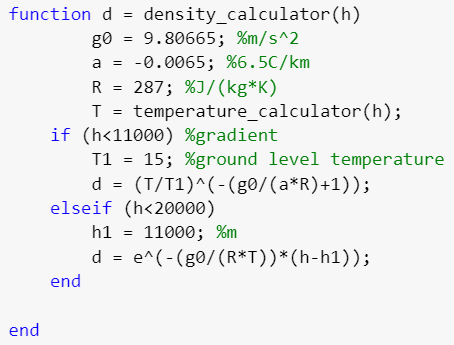 function d = density_calculator(h)
g0 = 9.80665; %m/s^2
a = -0.0065; %6.5C/km
R = 287; %J/(kg*K)
T = temperature_calculator(h);
if (h<11000) %gradient
T1 = 15; %ground level temperature
d = (T/T1)^(-(g0/(a*R)+1));
elseif (h<20000)
h1 = 11000; %m
d = e^(-(g0/(R*T))*(h-h1));
end
end